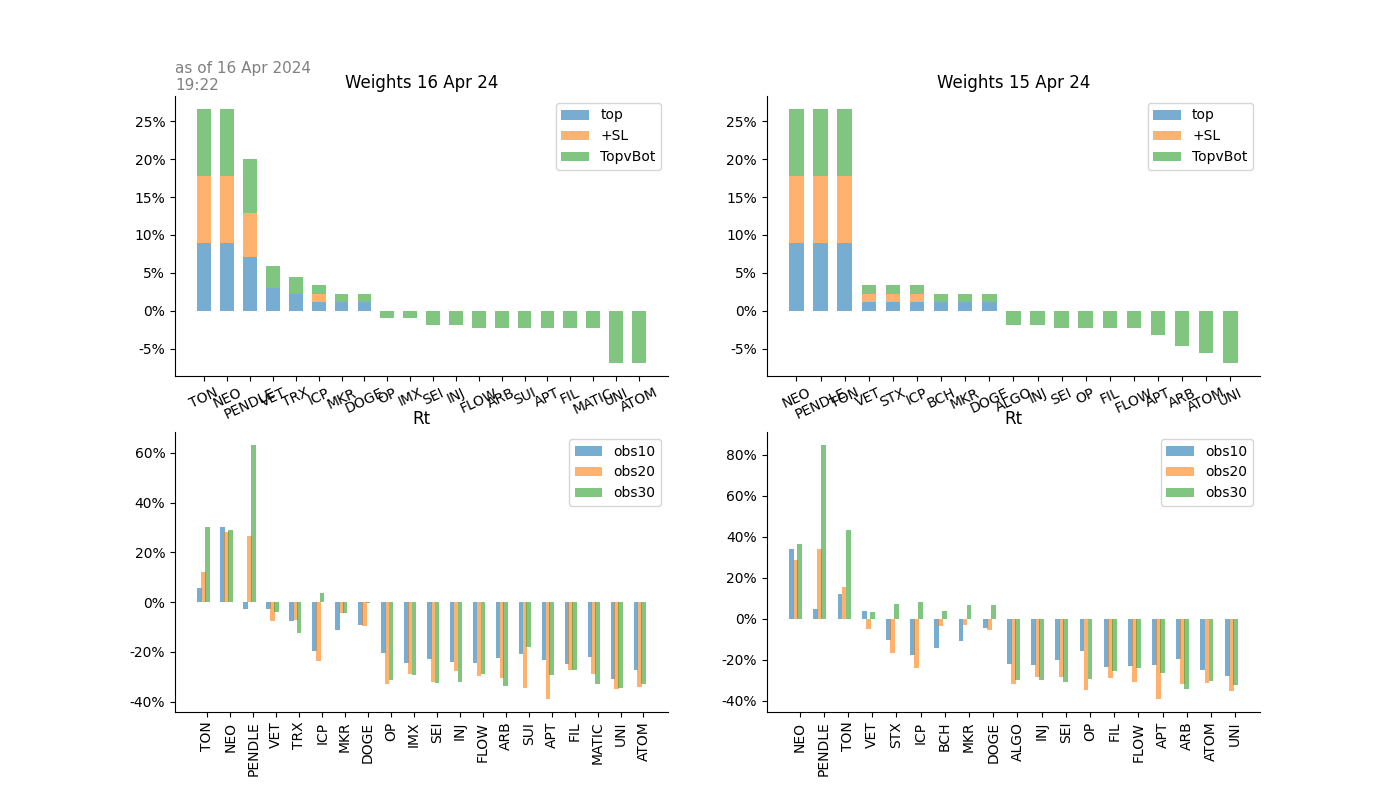 as of 16 Apr 2024
19:22
Weights 16 Apr 24
25%
20%
15%
10%
5%
0%
-5%
top
+SL
TopvBot
TON
NEO
PENDLE
VET
TRX
ICP
MKR
DOGE
OP
IMX
SEI
INJ
FLOW
ARB
SUI
APT
FIL
MATIC
UNI
ATOM
Weights 15 Apr 24
25%
20%
15%
10%
5%
0%
-5%
top
+SL
TopvBot
NEO
PENDLE
TON
VET
STX
ICP
BCH
MKR
DOGE
ALGO
INJ
SEI
OP
FIL
FLOW
APT
ARB
ATOM
UNI
Rt
60%
40%
20%
0%
-20%
-40%
obs10
obs20
obs30
TON
NEO
PENDLE
VET
TRX
ICP
MKR
DOGE
OP
IMX
SEI
INJ
FLOW
ARB
SUI
APT
FIL
MATIC
UNI
ATOM
Rt
80%
60%
40%
20%
0%
-20%
-40%
obs10
obs20
obs30
NEO
PENDLE
TON
VET
STX
ICP
BCH
MKR
DOGE
ALGO
INJ
SEI
OP
FIL
FLOW
APT
ARB
ATOM
UNI